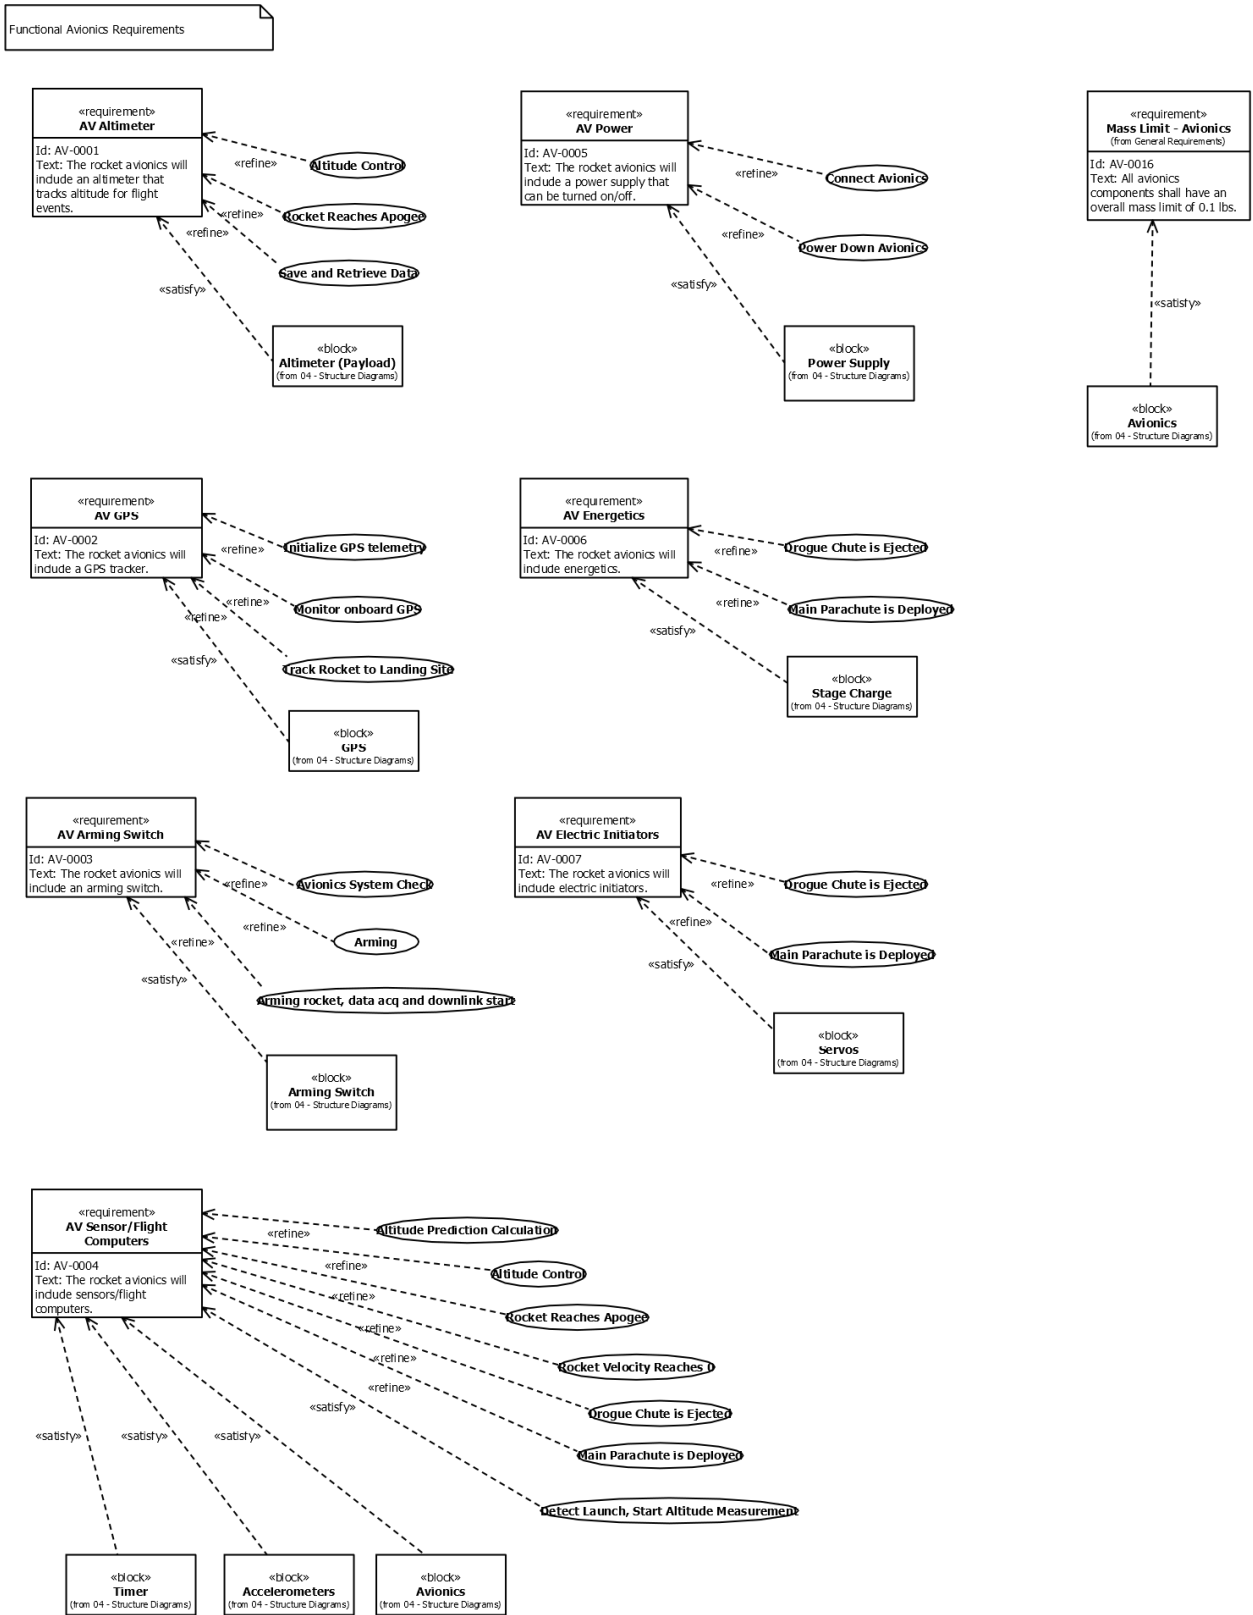 Functional Avionics Requirements
«requirement»
AV Altimeter
Id: AV-0001
Text: The rocket avionics will
include an altimeter that
tracks altitude for flight
events.
«refine»
Altitude Control
«refine»
Rocket Reaches Apogee
«refine»
Save and Retrieve Data
«satisfy»
«block»
Altimeter (Payload)
(from 04 - Structure Diagrams)
«requirement»
AV Power
Id: AV-0005
Text: The rocket avionics will
include a power supply that
can be turned on/off.
«refine»
Connect Avionics
«refine»
Power Down Avionics
«satisfy»
«block»
Power Supply
(from 04 - Structure Diagrams)
«requirement»
Mass Limit - Avionics
(from General Requirements)
Id: AV-0016
Text: All avionics
components shall have an
overall mass limit of 0.1 lbs.
«satisfy»
«block»
Avionics
(from 04 - Structure Diagrams)
«requirement»
AV GPS
Id: AV-0002
Text: The rocket avionics will
include a GPS tracker.
«refine»
Initialize GPS telemetry
«refine»
Monitor onboard GPS
«refine»
Track Rocket to Landing Site
«satisfy»
«block»
GPS
(from 04 - Structure Diagrams)
«requirement»
AV Energetics
Id: AV-0006
Text: The rocket avionics will
include energetics.
«refine»
Drogue Chute is Ejected
«refine»
Main Parachute is Deployed
«satisfy»
«block»
Stage Charge
(from 04 - Structure Diagrams)
«requirement»
AV Arming Switch
Id: AV-0003
Text: The rocket avionics will
include an arming switch.
«refine»
Avionics System Check
«refine»
Arming
«refine»
Arming rocket, data acq and downlink start
«satisfy»
«block»
Arming Switch
(from 04 - Structure Diagrams)
«requirement»
AV Electric Initiators
Id: AV-0007
Text: The rocket avionics will
include electric initiators.
«refine»
Drogue Chute is Ejected
«refine»
Main Parachute is Deployed
«satisfy»
«block»
Servos
(from 04 - Structure Diagrams)
«requirement»
AV Sensor/Flight
Computers
Id: AV-0004
Text: The rocket avionics will
include sensors/flight
computers.
«refine»
Altitude Prediction Calculation
«refine»
Altitude Control
«refine»
Rocket Reaches Apogee
«refine»
Rocket Velocity Reaches 0
«refine»
Drogue Chute is Ejected
«refine»
Main Parachute is Deployed
«satisfy»
Detect Launch, Start Altitude Measurement
«satisfy»
«satisfy»
«satisfy»
«block»
Timer
(from 04 - Structure Diagrams)
«block»
Accelerometers
(from 04 - Structure Diagrams)
«block»
Avionics
(from 04 - Structure Diagrams)